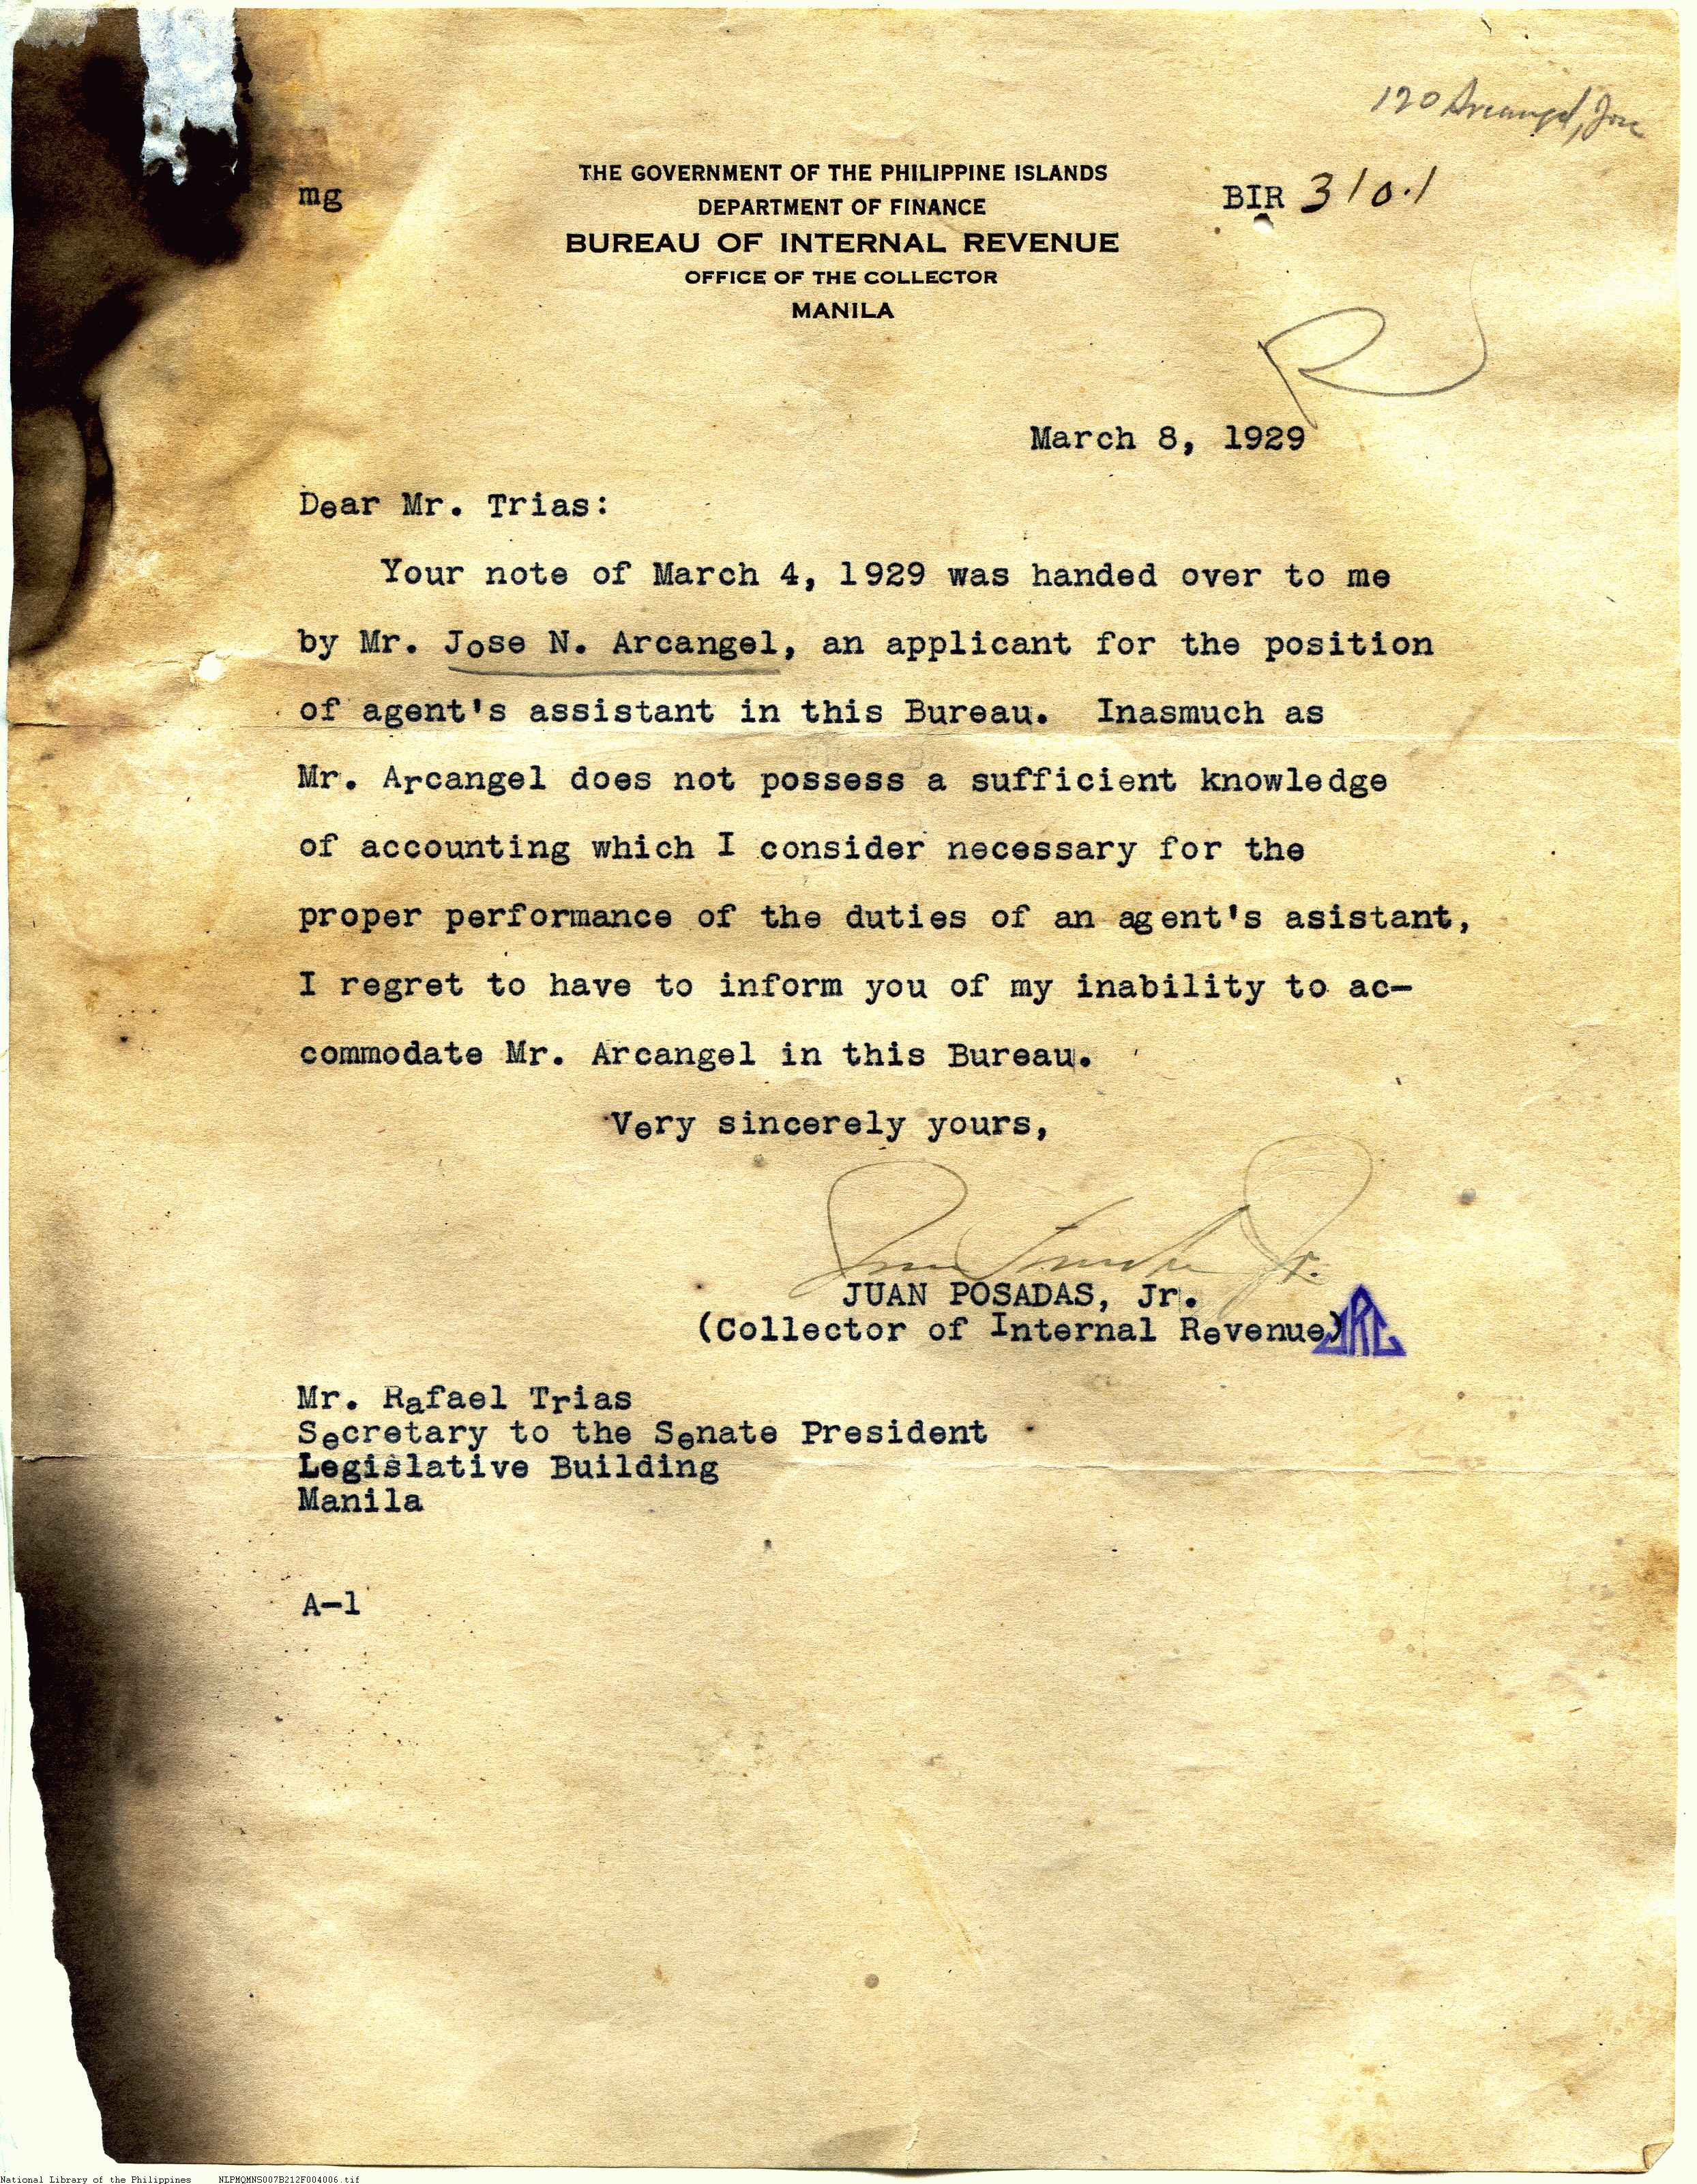 120 Arcangel, Jose
mg
THE GOVERNMENT OF THE PHILIPPINE ISLANDS
DEPARTMENT OF FINANCE
BUREAU OF INTERNAL REVENUE
OFFICE OF THE COLLECTOR
MANILA
BIR 310.1
R
March 8, 1929
Dear Mr. Trias:
Your note of March 4, 1929 was handed over to me
by Mr. Jose N. Arcangel, an applicant for the position
of agent's assistant in this Bureau. Inasmuch as
Mr. Arcangel does not possess a sufficient knowledge
of accounting which I consider necessary for the
proper performance of the duties of an agent's asistant,
I regret to have to inform you of my inability to ac-
commodate Mr. Arcangel in this Bureau.
Very sincerely yours,
JUAN POSADAS, Jr.
(Collector of Internal Revenue)
Mr. Rafael Trias
Secretary to the Senate President
Legislative Building
Manila
A-1
National Library of the Philippines NLPMQMNS007B212F004006.tif